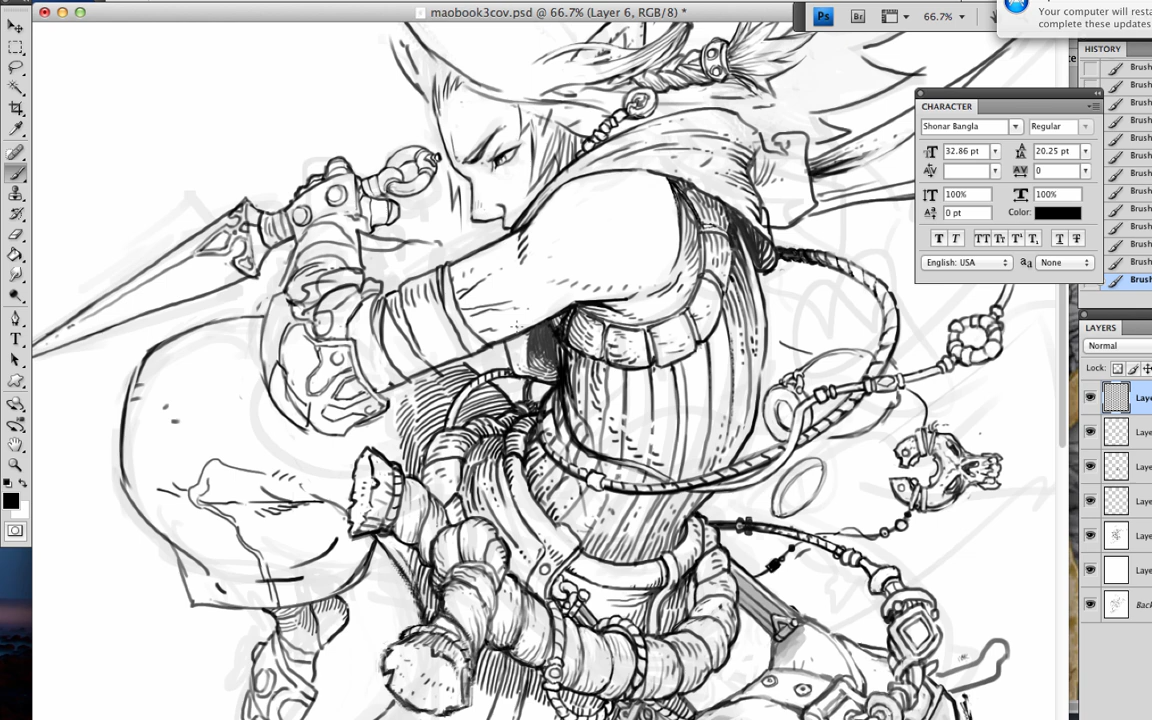 maobook3cov.psd @ 66.7% (Layer 6, RGB/8) *
Ps
Br
66.7%
Your computer will resta
complete these updates
HISTORY
Brush
Brush
Brush
Brush
Brush
Brush
Brush
Brush
Brush
Brush
Brush
Brush
Brush
CHARACTER
Shonar Bangla
Regular
32.86 pt
20.25 pt
0
100%
100%
0 pt
Color:
English: USA
aa
None
LAYERS
Normal
Lock:
Laye
Laye
Laye
Laye
Laye
Laye
Back